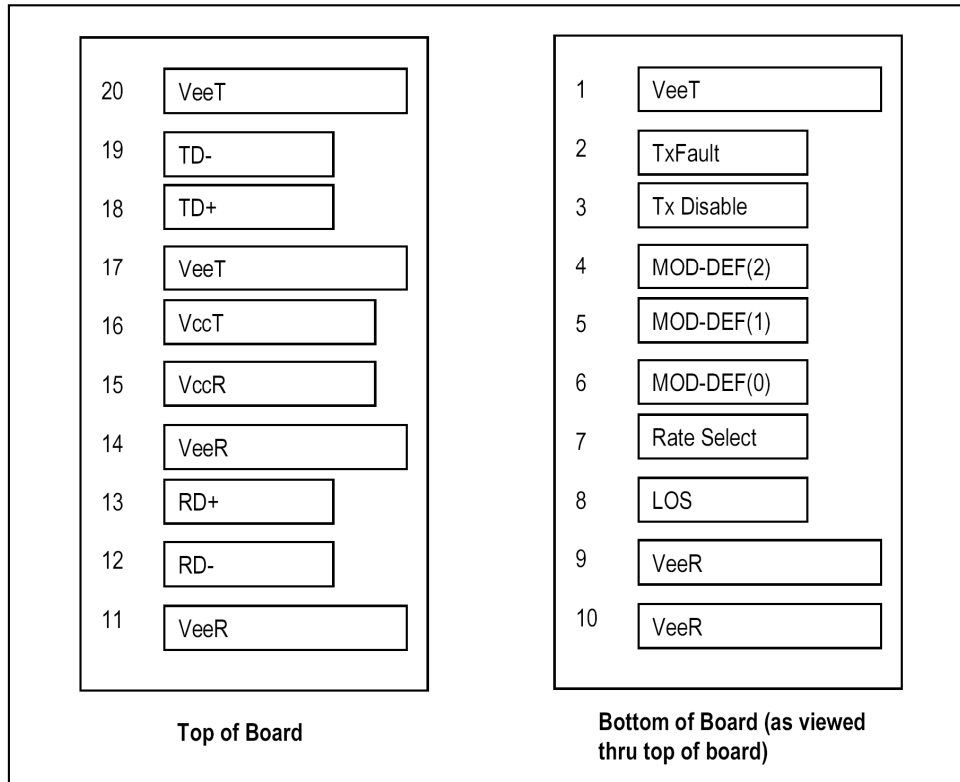 20 VeeT
19 TD-
18 TD+
17 VeeT
16 VccT
15 VccR
14 VeeR
13 RD+
12 RD-
11 VeeR
Top of Board
1 VeeT
2 TxFault
3 Tx Disable
4 MOD-DEF(2)
5 MOD-DEF(1)
6 MOD-DEF(0)
7 Rate Select
8 LOS
9 VeeR
10 VeeR
Bottom of Board (as viewed
thru top of board)